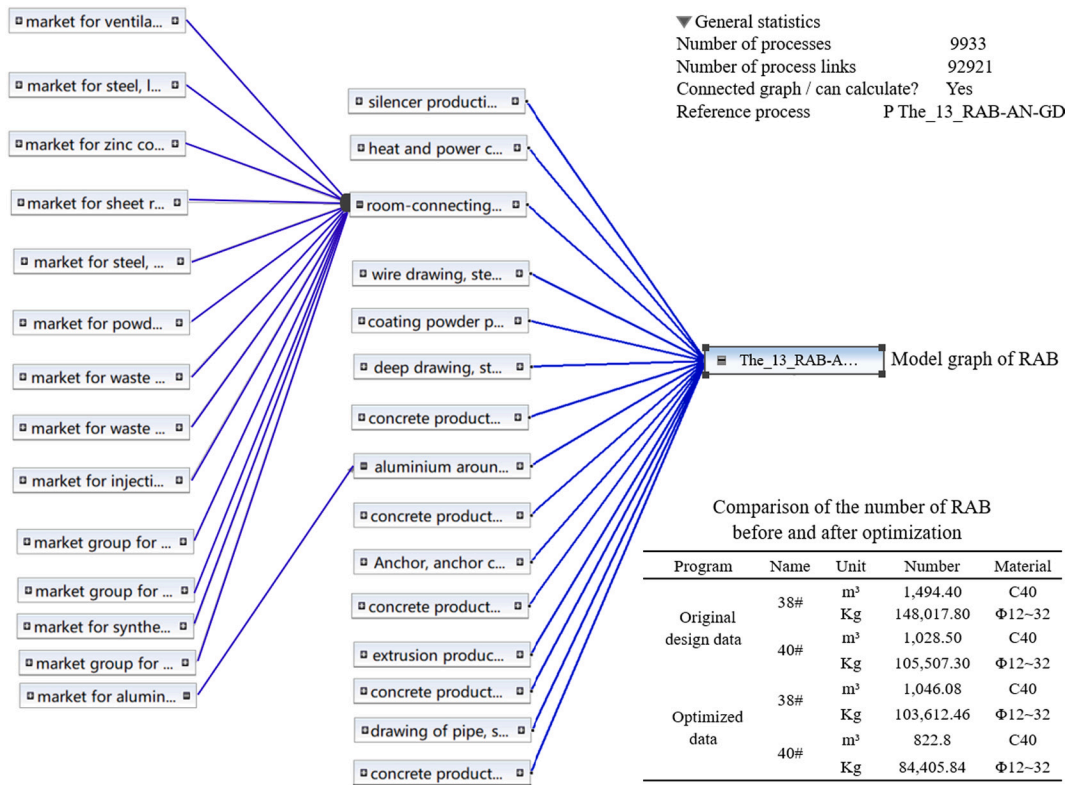 market for ventila...
market for steel, l...
market for zinc co...
market for sheet r...
market for steel, ...
market for powd...
market for waste ...
market for waste ...
market for injecti...
market group for ...
market group for ...
market for synthe...
market group for ...
market for alumin...
silencer producti...
heat and power c...
room-connecting...
wire drawing, ste...
coating powder p...
deep drawing, st...
concrete product...
aluminium aroun...
concrete product...
Anchor, anchor c...
concrete product...
extrusion produc...
concrete product...
drawing of pipe, s...
concrete product...
The_13_RAB-A...
Model graph of RAB
General statistics
Number of processes 9933
Number of process links 92921
Connected graph / can calculate? Yes
Reference process P The_13_RAB-AN-GD
Comparison of the number of RAB
before and after optimization
Program Name Unit Number Material
Original design data 38# m³ 1,494.40 C40
Kg 148,017.80 Φ12~32
40# m³ 1,028.50 C40
Kg 105,507.30 Φ12~32
Optimized data 38# m³ 1,046.08 C40
Kg 103,612.46 Φ12~32
40# m³ 822.8 C40
Kg 84,405.84 Φ12~32